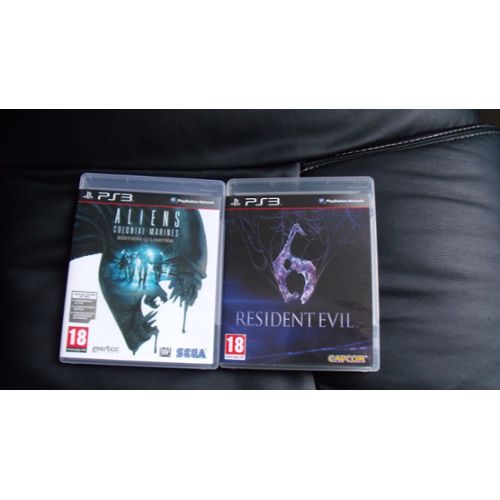 PS3
PlayStation Network
ALIENS
COLONIAL MARINES
EDITION LIMITÉE
18
gearbox
SEGA
PS3
PlayStation Network
6
RESIDENT EVIL
18
CAPCOM